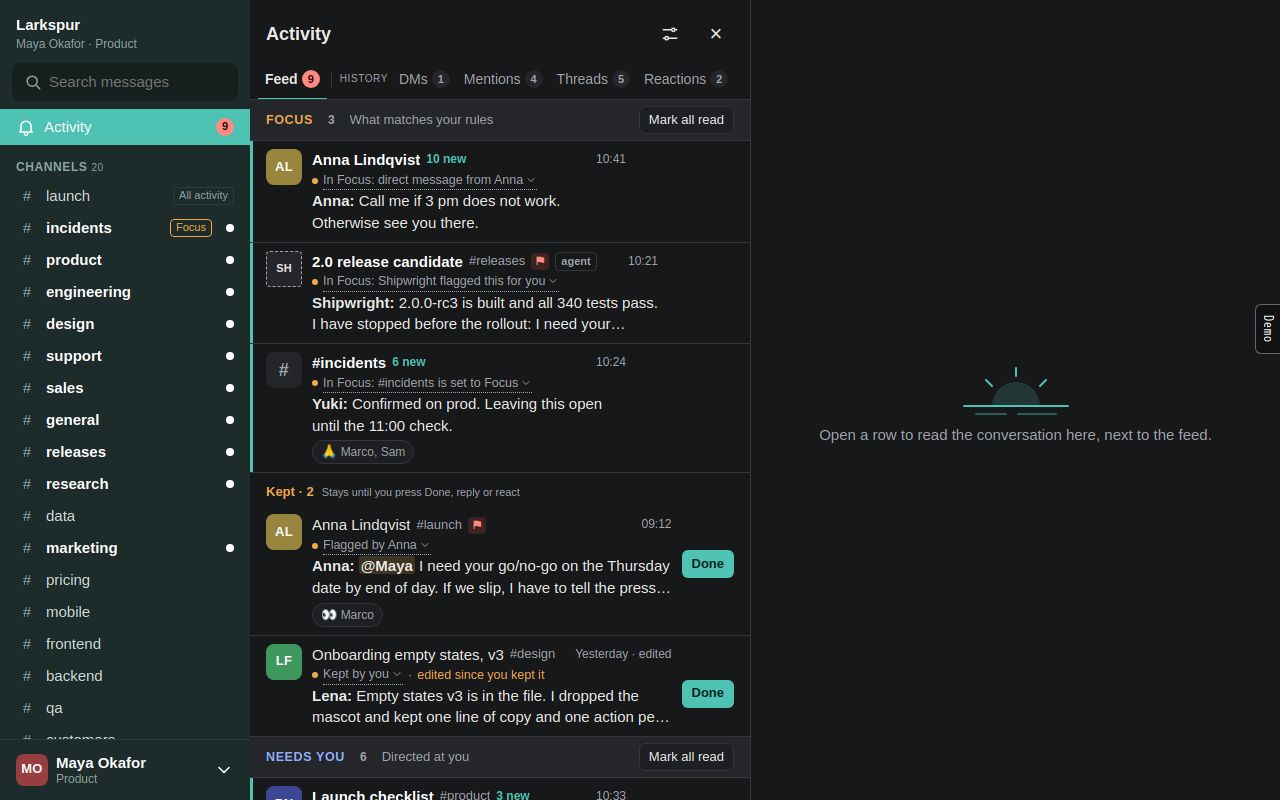 Larkspur
Maya Okafor · Product
Search messages
Activity 9
CHANNELS 20
# launch All activity
# incidents Focus
# product
# engineering
# design
# support
# sales
# general
# releases
# research
# data
# marketing
# pricing
# mobile
# frontend
# backend
# qa
# customers
MO Maya Okafor
Product
Activity
Feed 9 HISTORY DMs 1 Mentions 4 Threads 5 Reactions 2
FOCUS 3 What matches your rules Mark all read
AL Anna Lindqvist 10 new 10:41
In Focus: direct message from Anna
Anna: Call me if 3 pm does not work.
Otherwise see you there.
SH 2.0 release candidate #releases agent 10:21
In Focus: Shipwright flagged this for you
Shipwright: 2.0.0-rc3 is built and all 340 tests pass.
I have stopped before the rollout: I need your…
# #incidents 6 new 10:24
In Focus: #incidents is set to Focus
Yuki: Confirmed on prod. Leaving this open
until the 11:00 check.
🙏 Marco, Sam
Kept · 2 Stays until you press Done, reply or react
AL Anna Lindqvist #launch 09:12
Flagged by Anna
Anna: @Maya I need your go/no-go on the Thursday
date by end of day. If we slip, I have to tell the press…
Done
👀 Marco
LF Onboarding empty states, v3 #design Yesterday · edited
Kept by you · edited since you kept it
Lena: Empty states v3 is in the file. I dropped the
mascot and kept one line of copy and one action pe…
Done
NEEDS YOU 6 Directed at you Mark all read
Launch checklist #product 3 new 10:33
Open a row to read the conversation here, next to the feed.
Demo